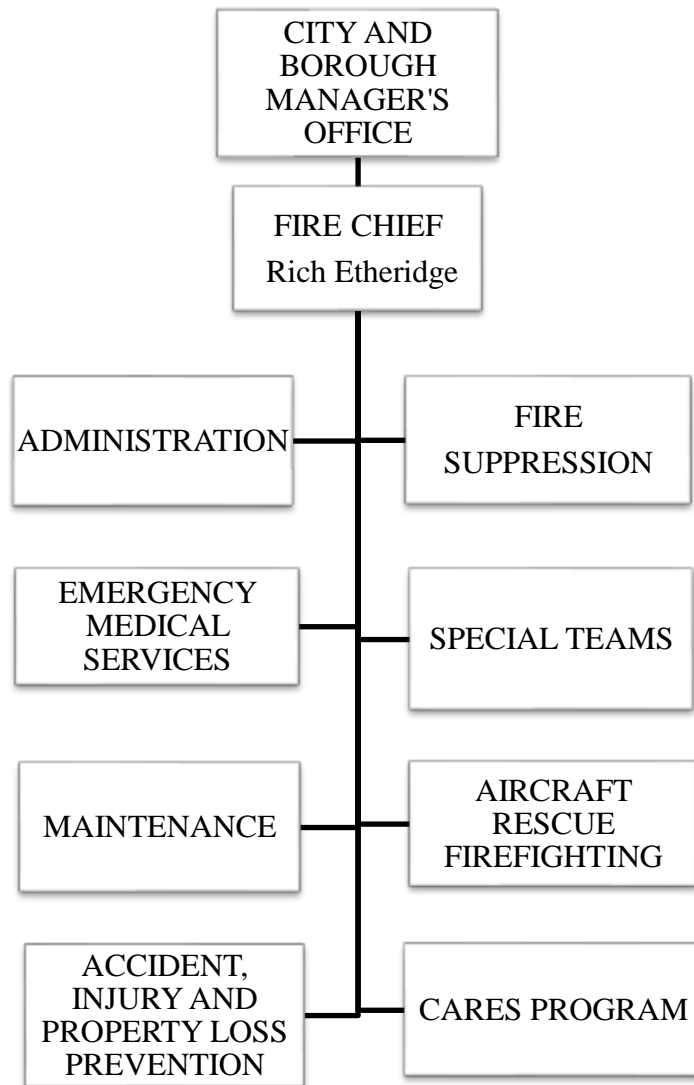 CITY AND
BOROUGH
MANAGER'S
OFFICE
FIRE CHIEF
Rich Etheridge
ADMINISTRATION
FIRE
SUPPRESSION
EMERGENCY
MEDICAL
SERVICES
SPECIAL TEAMS
MAINTENANCE
AIRCRAFT
RESCUE
FIREFIGHTING
ACCIDENT,
INJURY AND
PROPERTY LOSS
PREVENTION
CARES PROGRAM